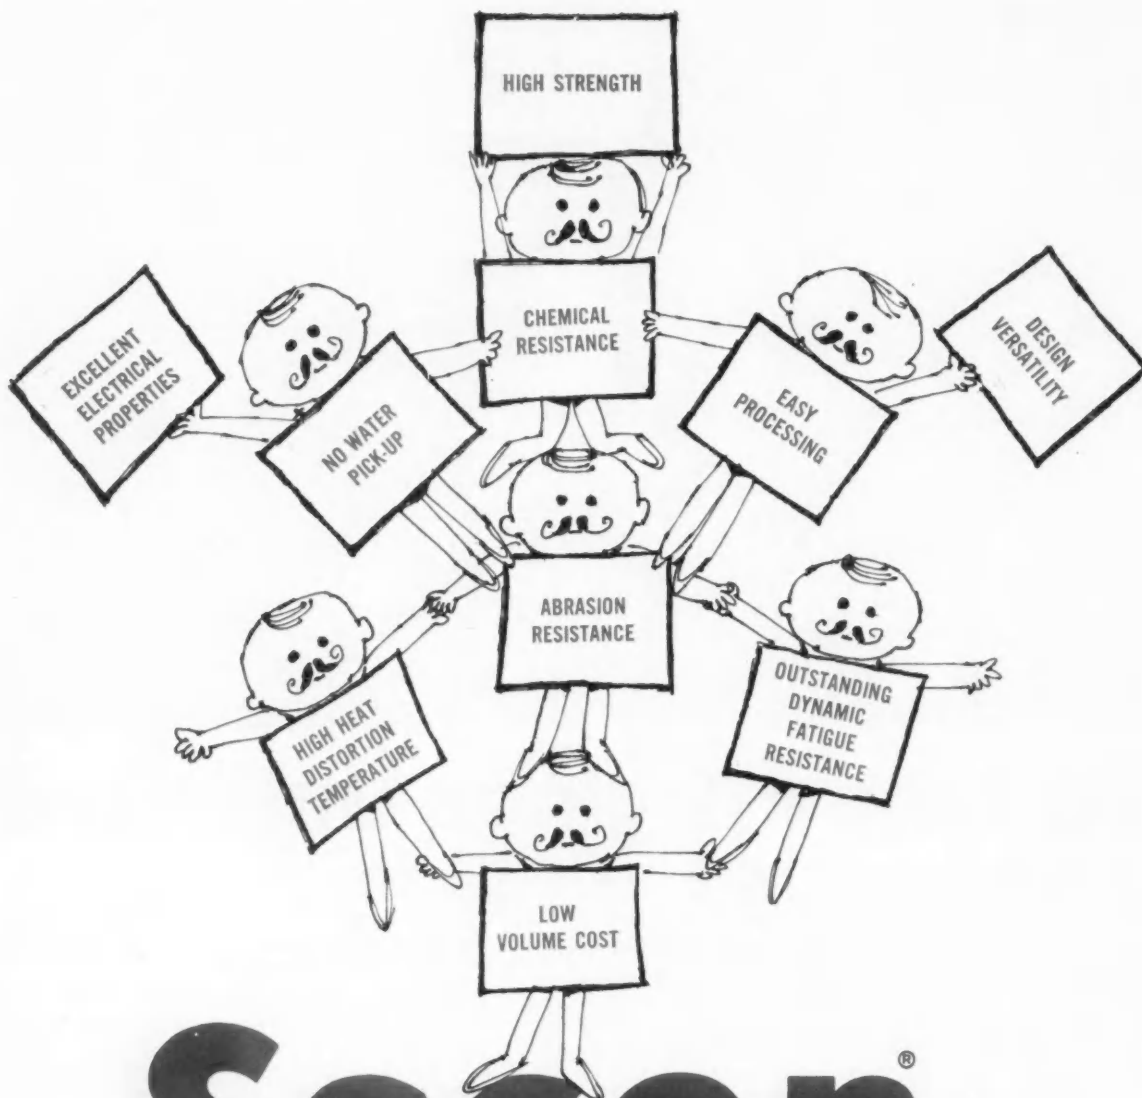 HIGH STRENGTH
EXCELLENT
ELECTRICAL
PROPERTIES
NO WATER
PICK-UP
CHEMICAL
RESISTANCE
EASY
PROCESSING
DESIGN
VERSATILITY
HIGH HEAT
DISTORTION
TEMPERATURE
ABRASION
RESISTANCE
OUTSTANDING
DYNAMIC
FATIGUE
RESISTANCE
LOW
VOLUME COST
®